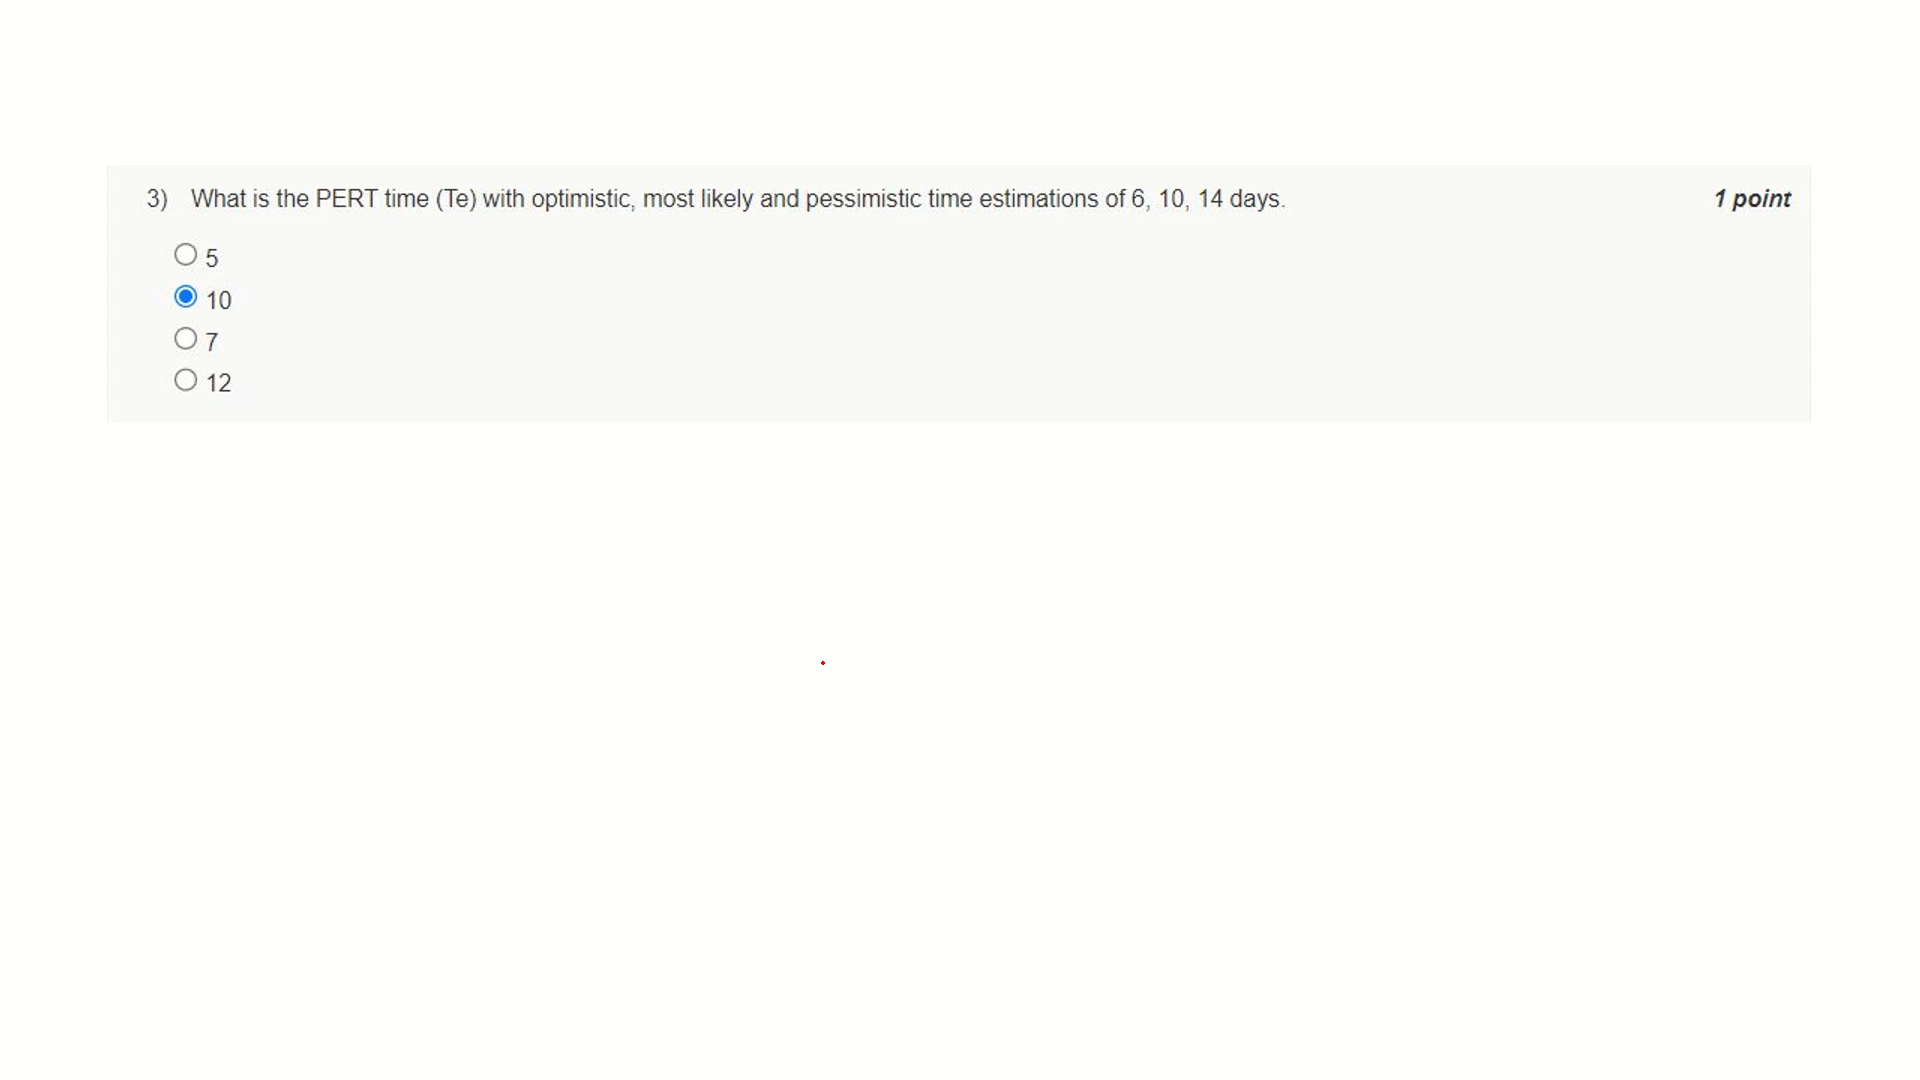 3) What is the PERT time (Te) with optimistic, most likely and pessimistic time estimations of 6, 10, 14 days. 1 point
5
10
7
12